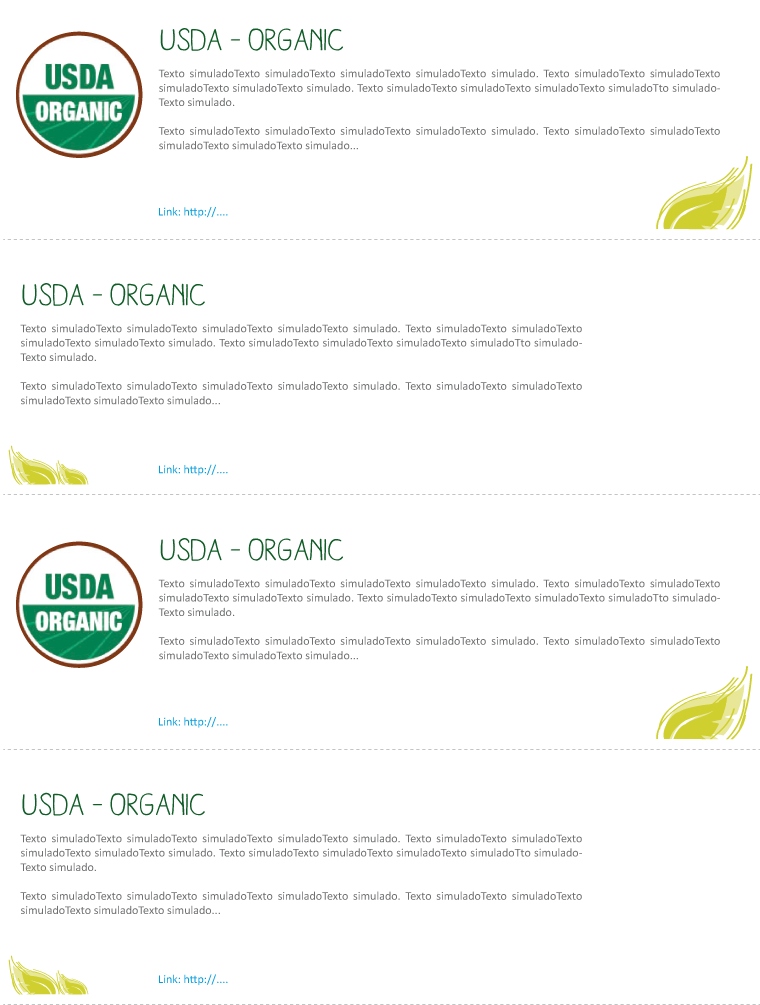 USDA
ORGANIC
USDA - ORGANIC
Texto simuladoTexto simuladoTexto simuladoTexto simuladoTexto simulado. Texto simuladoTexto simuladoTexto
simuladoTexto simuladoTexto simulado. Texto simuladoTexto simuladoTexto simuladoTexto simuladoTto simulado-
Texto simulado.
Texto simuladoTexto simuladoTexto simuladoTexto simuladoTexto simulado. Texto simuladoTexto simuladoTexto
simuladoTexto simuladoTexto simulado...
Link: http://....
USDA - ORGANIC
Texto simuladoTexto simuladoTexto simuladoTexto simuladoTexto simulado. Texto simuladoTexto simuladoTexto
simuladoTexto simuladoTexto simulado. Texto simuladoTexto simuladoTexto simuladoTexto simuladoTto simulado-
Texto simulado.
Texto simuladoTexto simuladoTexto simuladoTexto simuladoTexto simulado. Texto simuladoTexto simuladoTexto
simuladoTexto simuladoTexto simulado...
Link: http://....
USDA
ORGANIC
USDA - ORGANIC
Texto simuladoTexto simuladoTexto simuladoTexto simuladoTexto simulado. Texto simuladoTexto simuladoTexto
simuladoTexto simuladoTexto simulado. Texto simuladoTexto simuladoTexto simuladoTexto simuladoTto simulado-
Texto simulado.
Texto simuladoTexto simuladoTexto simuladoTexto simuladoTexto simulado. Texto simuladoTexto simuladoTexto
simuladoTexto simuladoTexto simulado...
Link: http://....
USDA - ORGANIC
Texto simuladoTexto simuladoTexto simuladoTexto simuladoTexto simulado. Texto simuladoTexto simuladoTexto
simuladoTexto simuladoTexto simulado. Texto simuladoTexto simuladoTexto simuladoTexto simuladoTto simulado-
Texto simulado.
Texto simuladoTexto simuladoTexto simuladoTexto simuladoTexto simulado. Texto simuladoTexto simuladoTexto
simuladoTexto simuladoTexto simulado...
Link: http://....